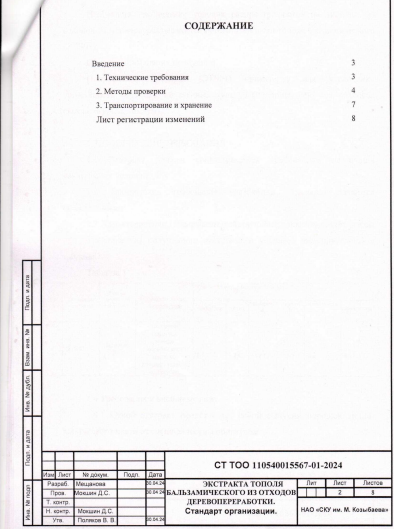 СОДЕРЖАНИЕ
Введение 3
1. Технические требования 3
2. Методы проверки 4
3. Транспортирование и хранение 7
Лист регистрации изменений 8
Подп. и дата
Взам. инв. №
Инв. № дубл.
Подп. и дата
Инв. № подл
СТ ТОО 110540015567-01-2024
Изм Лист № докум. Подп. Дата
Разраб. Мещанова 30.04.24
Пров. Мокшин Д.С. 30.04.24
Т. контр.
Н. контр. Мокшин Д.С.
Утв. Поляков В. В. 30.04.24
ЭКСТРАКТА ТОПОЛЯ
БАЛЬЗАМИЧЕСКОГО ИЗ ОТХОДОВ
ДЕРЕВОПЕРЕРАБОТКИ.
Стандарт организации.
Лит Лист Листов
2 8
НАО «СКУ им. М. Козыбаева»